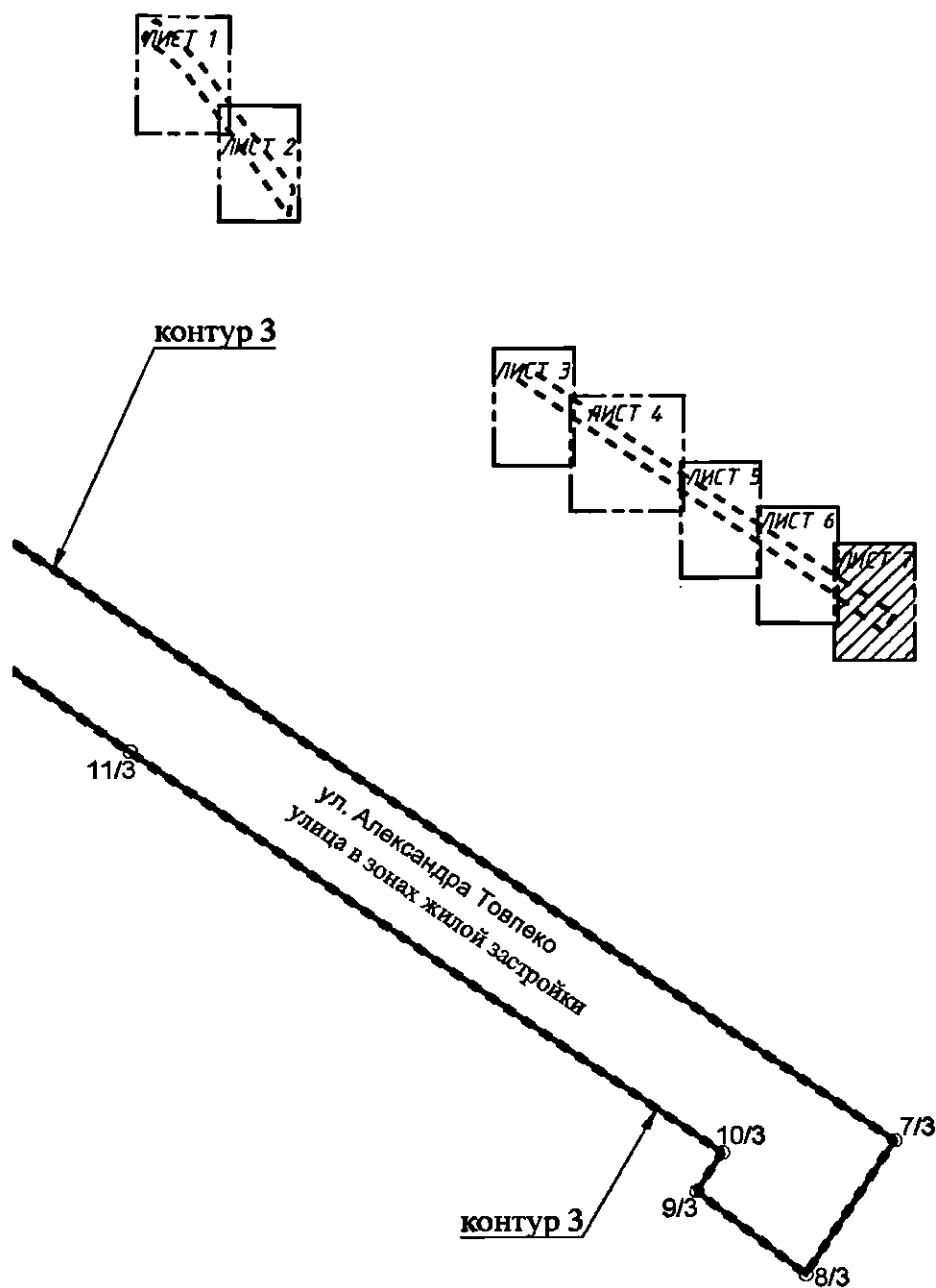 ЛИСТ 1
ЛИСТ 2
контур 3
ЛИСТ 3
ЛИСТ 4
ЛИСТ 5
ЛИСТ 6
ЛИСТ 7
11/3
ул. Александра Товпеко
улица в зонах жилой застройки
10/3
7/3
9/3
контур 3
8/3